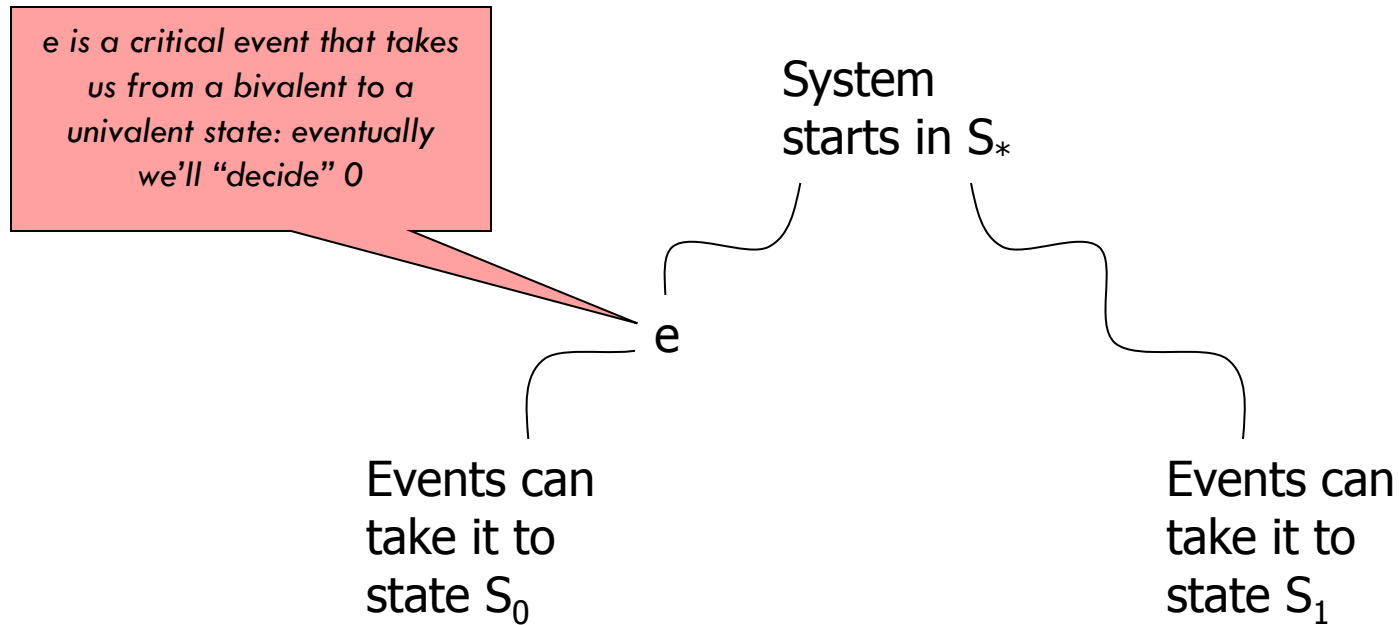 e is a critical event that takes
us from a bivalent to a
univalent state: eventually
we’ll “decide” 0
System
starts in S*
e
Events can
take it to
state S0
Events can
take it to
state S1